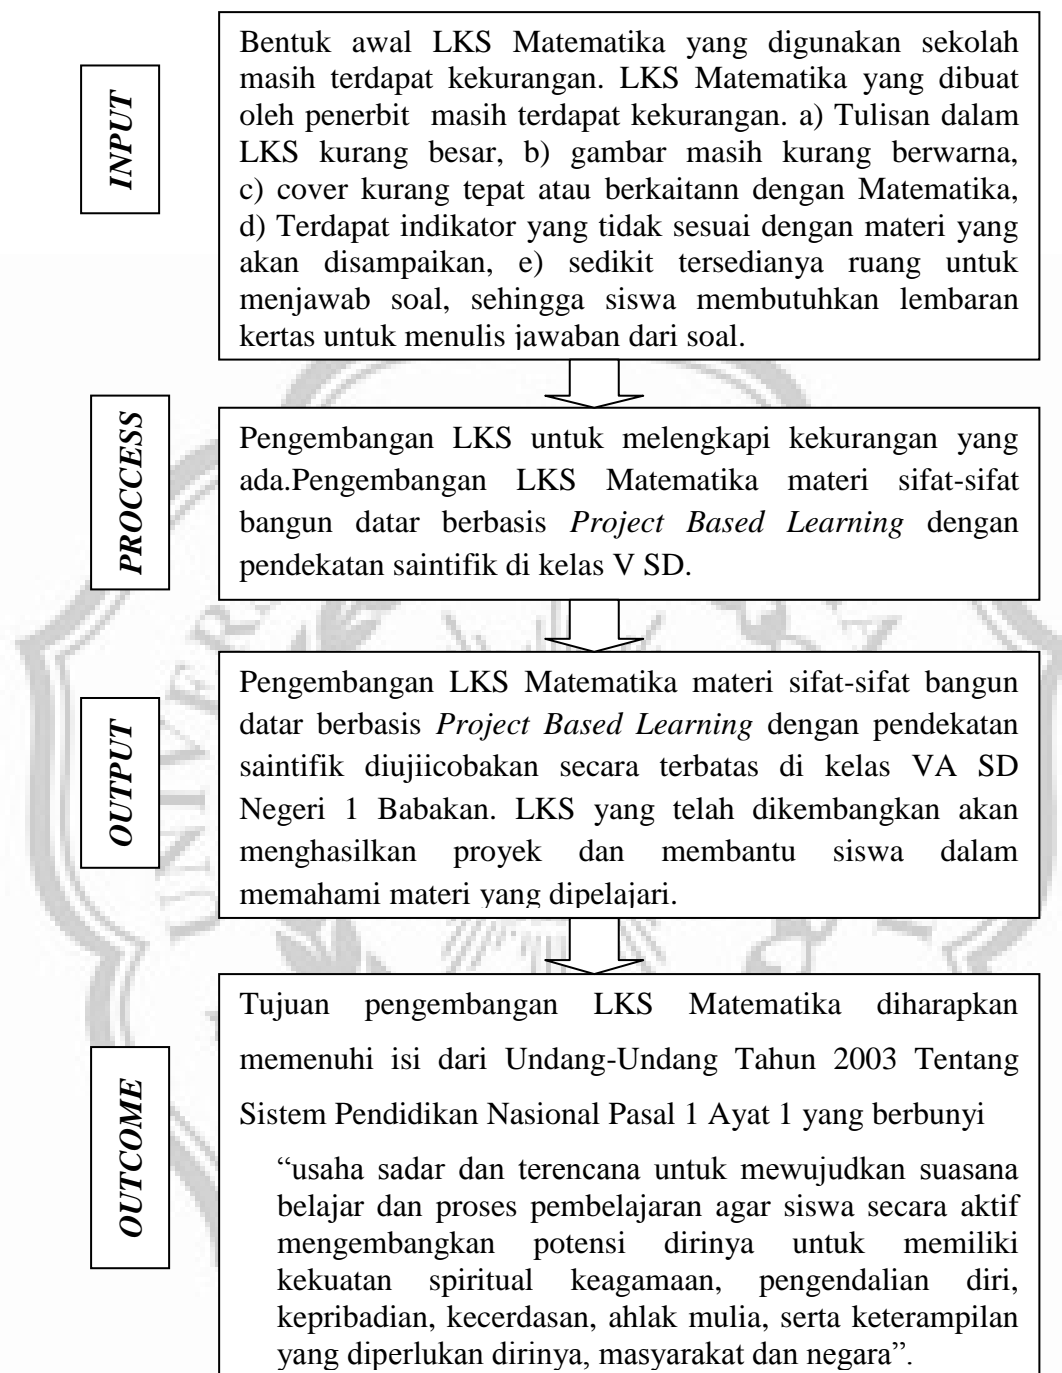 INPUT
Bentuk awal LKS Matematika yang digunakan sekolah
masih terdapat kekurangan. LKS Matematika yang dibuat
oleh penerbit masih terdapat kekurangan. a) Tulisan dalam
LKS kurang besar, b) gambar masih kurang berwarna,
c) cover kurang tepat atau berkaitann dengan Matematika,
d) Terdapat indikator yang tidak sesuai dengan materi yang
akan disampaikan, e) sedikit tersedianya ruang untuk
menjawab soal, sehingga siswa membutuhkan lembaran
kertas untuk menulis jawaban dari soal.
PROCCESS
Pengembangan LKS untuk melengkapi kekurangan yang
ada.Pengembangan LKS Matematika materi sifat-sifat
bangun datar berbasis Project Based Learning dengan
pendekatan saintifik di kelas V SD.
OUTPUT
Pengembangan LKS Matematika materi sifat-sifat bangun
datar berbasis Project Based Learning dengan pendekatan
saintifik diujiicobakan secara terbatas di kelas VA SD
Negeri 1 Babakan. LKS yang telah dikembangkan akan
menghasilkan proyek dan membantu siswa dalam
memahami materi yang dipelajari.
OUTCOME
Tujuan pengembangan LKS Matematika diharapkan
memenuhi isi dari Undang-Undang Tahun 2003 Tentang
Sistem Pendidikan Nasional Pasal 1 Ayat 1 yang berbunyi
“usaha sadar dan terencana untuk mewujudkan suasana
belajar dan proses pembelajaran agar siswa secara aktif
mengembangkan potensi dirinya untuk memiliki
kekuatan spiritual keagamaan, pengendalian diri,
kepribadian, kecerdasan, ahlak mulia, serta keterampilan
yang diperlukan dirinya, masyarakat dan negara”.